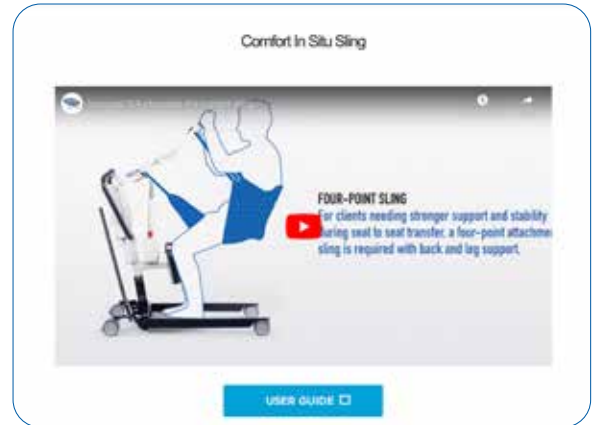 Comfort In Situ Sling
FOUR-POINT SLING
For clients needing stronger support and stability
during seat to seat transfer, a four-point attachme
sling is required with back and leg support.
USER GUIDE